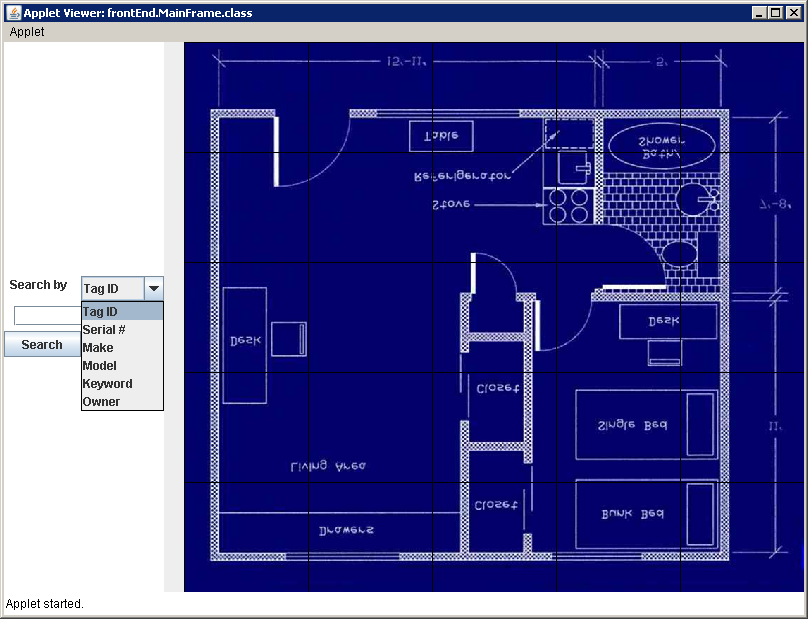 Applet Viewer: frontEnd.MainFrame.class
Applet
15'-11"
5'
Table
Shower
Bath
Refrigerator
Stove
7'-8"
Search by
Tag ID
Tag ID
Serial #
Make
Model
Keyword
Owner
Search
Desk
Desk
Closet
Single Bed
11'
Living Area
Closet
Bunk Bed
Drawers
Applet started.